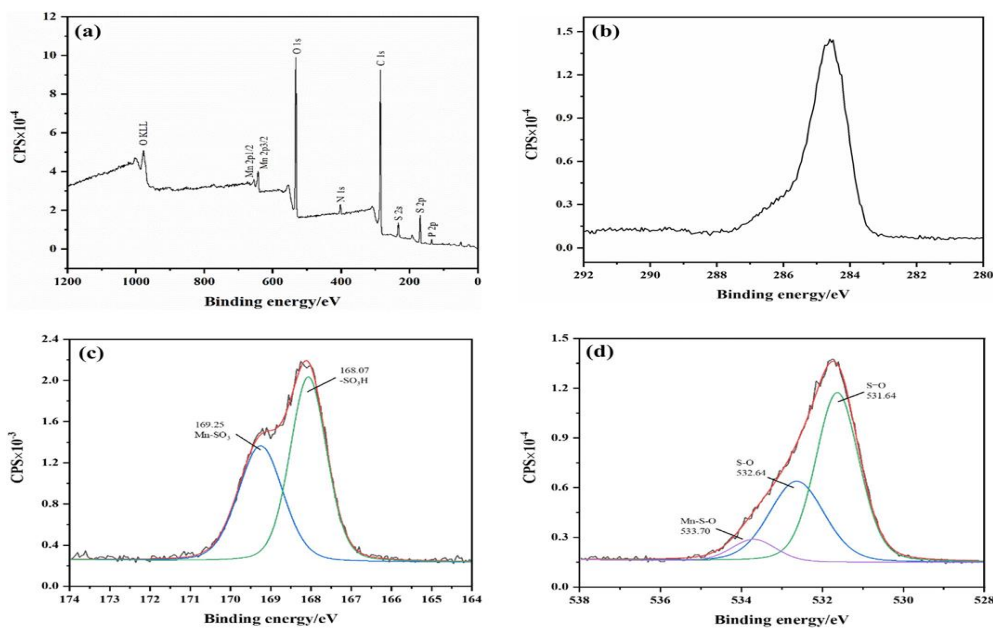 (a)
CPS×10⁻⁴
12
10
8
6
4
2
0
O KLL
Mn 2p1/2
Mn 2p3/2
O 1s
N 1s
C 1s
S 2s
S 2p
P 2p
1200 1000 800 600 400 200 0
Binding energy/eV
(b)
CPS×10⁻⁴
1.5
1.2
0.9
0.6
0.3
0.0
292 290 288 286 284 282 280
Binding energy/eV
(c)
CPS×10⁻³
2.4
2.0
1.6
1.2
0.8
0.4
0.0
168.07
-SO₃H
169.25
Mn-SO₃
174 173 172 171 170 169 168 167 166 165 164
Binding energy/eV
(d)
CPS×10⁻⁴
1.5
1.2
0.9
0.6
0.3
0.0
S=O
531.64
S-O
532.64
Mn-S-O
533.70
538 536 534 532 530 528
Binding energy/eV